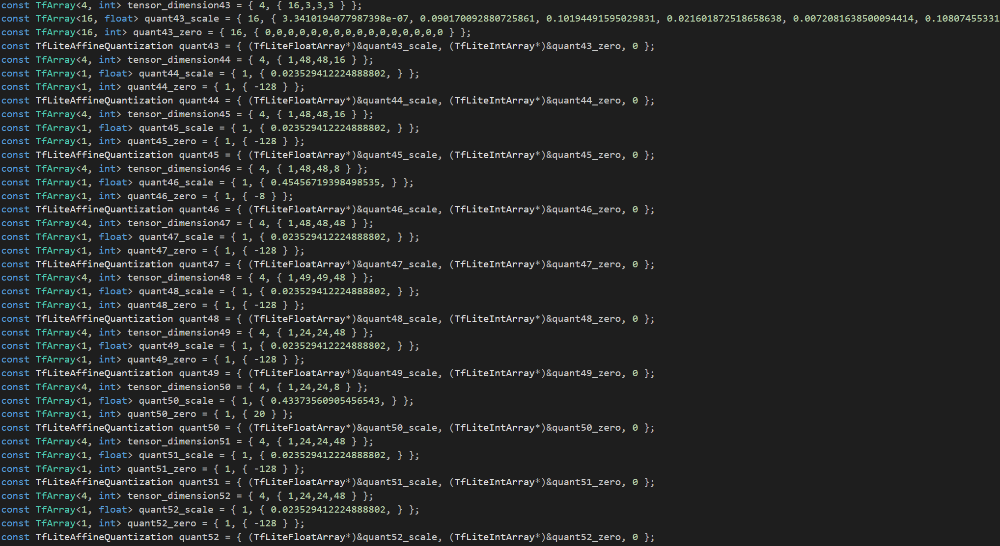 const TfArray<4, int> tensor_dimension43 = { 4, { 16,3,3,3 } };
const TfArray<16, float> quant43_scale = { 16, { 3.3410194077987398e-07, 0.090170092880725861, 0.10194491595029831, 0.021601872518658638, 0.0072081638500094414, 0.10807455331
const TfArray<16, int> quant43_zero = { 16, { 0,0,0,0,0,0,0,0,0,0,0,0,0,0,0,0 } };
const TfLiteAffineQuantization quant43 = { (TfLiteFloatArray*)&quant43_scale, (TfLiteIntArray*)&quant43_zero, 0 };
const TfArray<4, int> tensor_dimension44 = { 4, { 1,48,48,16 } };
const TfArray<1, float> quant44_scale = { 1, { 0.023529412224888802, } };
const TfArray<1, int> quant44_zero = { 1, { -128 } };
const TfLiteAffineQuantization quant44 = { (TfLiteFloatArray*)&quant44_scale, (TfLiteIntArray*)&quant44_zero, 0 };
const TfArray<4, int> tensor_dimension45 = { 4, { 1,48,48,16 } };
const TfArray<1, float> quant45_scale = { 1, { 0.023529412224888802, } };
const TfArray<1, int> quant45_zero = { 1, { -128 } };
const TfLiteAffineQuantization quant45 = { (TfLiteFloatArray*)&quant45_scale, (TfLiteIntArray*)&quant45_zero, 0 };
const TfArray<4, int> tensor_dimension46 = { 4, { 1,48,48,8 } };
const TfArray<1, float> quant46_scale = { 1, { 0.45456719398498535, } };
const TfArray<1, int> quant46_zero = { 1, { -8 } };
const TfLiteAffineQuantization quant46 = { (TfLiteFloatArray*)&quant46_scale, (TfLiteIntArray*)&quant46_zero, 0 };
const TfArray<4, int> tensor_dimension47 = { 4, { 1,48,48,48 } };
const TfArray<1, float> quant47_scale = { 1, { 0.023529412224888802, } };
const TfArray<1, int> quant47_zero = { 1, { -128 } };
const TfLiteAffineQuantization quant47 = { (TfLiteFloatArray*)&quant47_scale, (TfLiteIntArray*)&quant47_zero, 0 };
const TfArray<4, int> tensor_dimension48 = { 4, { 1,49,49,48 } };
const TfArray<1, float> quant48_scale = { 1, { 0.023529412224888802, } };
const TfArray<1, int> quant48_zero = { 1, { -128 } };
const TfLiteAffineQuantization quant48 = { (TfLiteFloatArray*)&quant48_scale, (TfLiteIntArray*)&quant48_zero, 0 };
const TfArray<4, int> tensor_dimension49 = { 4, { 1,24,24,48 } };
const TfArray<1, float> quant49_scale = { 1, { 0.023529412224888802, } };
const TfArray<1, int> quant49_zero = { 1, { -128 } };
const TfLiteAffineQuantization quant49 = { (TfLiteFloatArray*)&quant49_scale, (TfLiteIntArray*)&quant49_zero, 0 };
const TfArray<4, int> tensor_dimension50 = { 4, { 1,24,24,8 } };
const TfArray<1, float> quant50_scale = { 1, { 0.43373560905456543, } };
const TfArray<1, int> quant50_zero = { 1, { 20 } };
const TfLiteAffineQuantization quant50 = { (TfLiteFloatArray*)&quant50_scale, (TfLiteIntArray*)&quant50_zero, 0 };
const TfArray<4, int> tensor_dimension51 = { 4, { 1,24,24,48 } };
const TfArray<1, float> quant51_scale = { 1, { 0.023529412224888802, } };
const TfArray<1, int> quant51_zero = { 1, { -128 } };
const TfLiteAffineQuantization quant51 = { (TfLiteFloatArray*)&quant51_scale, (TfLiteIntArray*)&quant51_zero, 0 };
const TfArray<4, int> tensor_dimension52 = { 4, { 1,24,24,48 } };
const TfArray<1, float> quant52_scale = { 1, { 0.023529412224888802, } };
const TfArray<1, int> quant52_zero = { 1, { -128 } };
const TfLiteAffineQuantization quant52 = { (TfLiteFloatArray*)&quant52_scale, (TfLiteIntArray*)&quant52_zero, 0 };